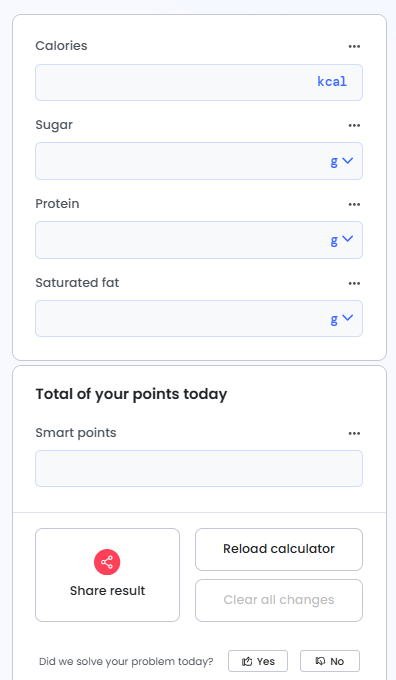 Calories
kcal
Sugar
g
Protein
g
Saturated fat
g
Total of your points today
Smart points
Share result
Reload calculator
Clear all changes
Did we solve your problem today?
Yes
No